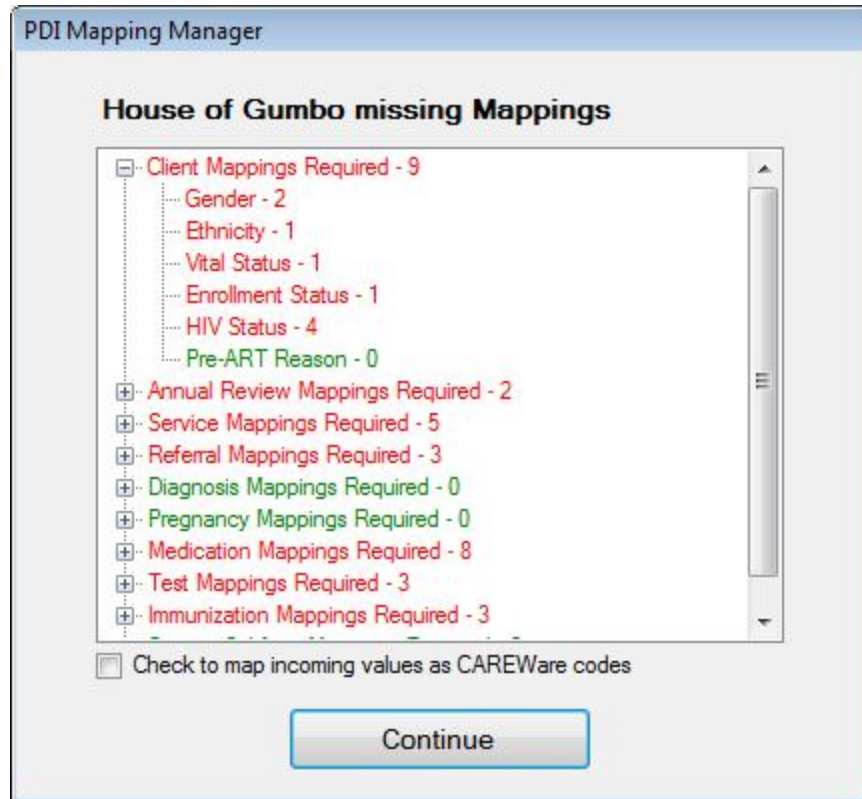 PDI Mapping Manager
House of Gumbo missing Mappings
Client Mappings Required - 9
Gender - 2
Ethnicity - 1
Vital Status - 1
Enrollment Status - 1
HIV Status - 4
Pre-ART Reason - 0
Annual Review Mappings Required - 2
Service Mappings Required - 5
Referral Mappings Required - 3
Diagnosis Mappings Required - 0
Pregnancy Mappings Required - 0
Medication Mappings Required - 8
Test Mappings Required - 3
Immunization Mappings Required - 3
Check to map incoming values as CAREWare codes
Continue